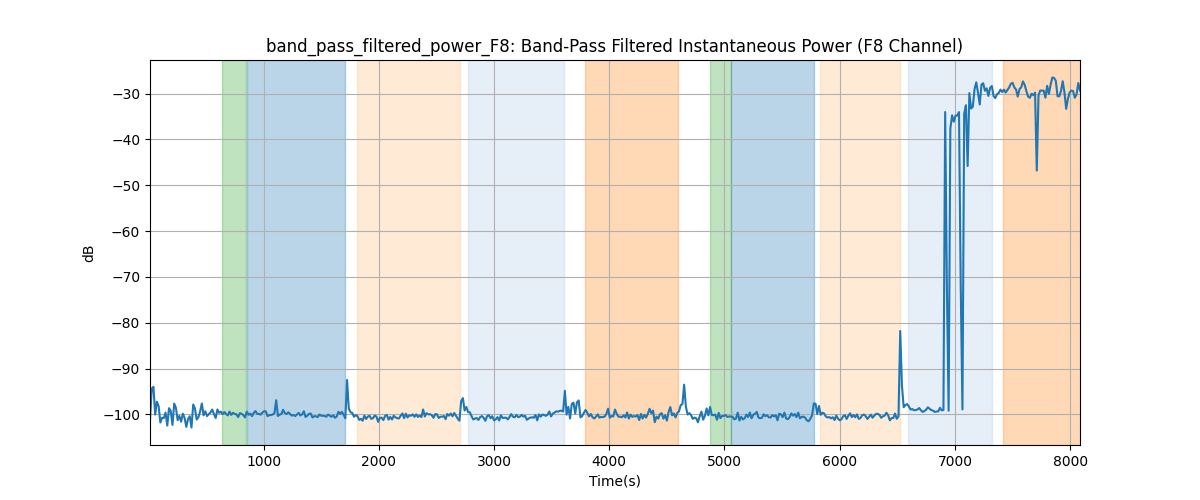 band_pass_filtered_power_F8: Band-Pass Filtered Instantaneous Power (F8 Channel)
dB
−30
−40
−50
−60
−70
−80
−90
−100
1000 2000 3000 4000 5000 6000 7000 8000
Time(s)